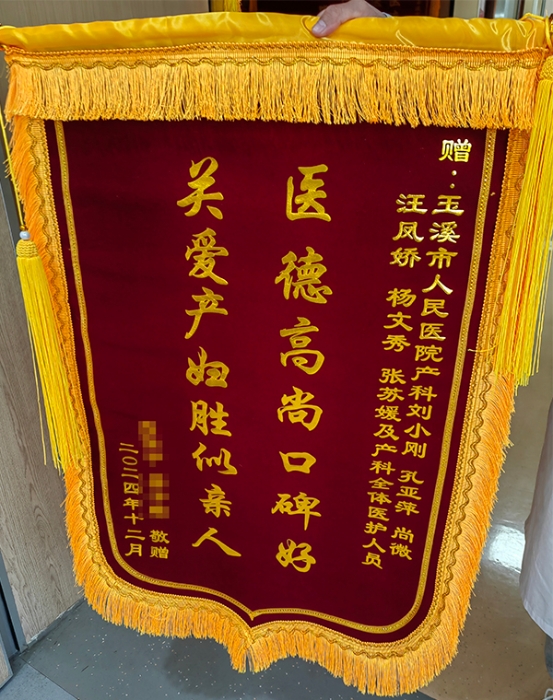 赠：玉溪市人民医院产科刘小刚 孔亚萍 尚微
汪凤娇 杨文秀 张苏媛及产科全体医护人员
医德高尚口碑好
关爱产妇胜似亲人
敬赠
二〇二四年十二月